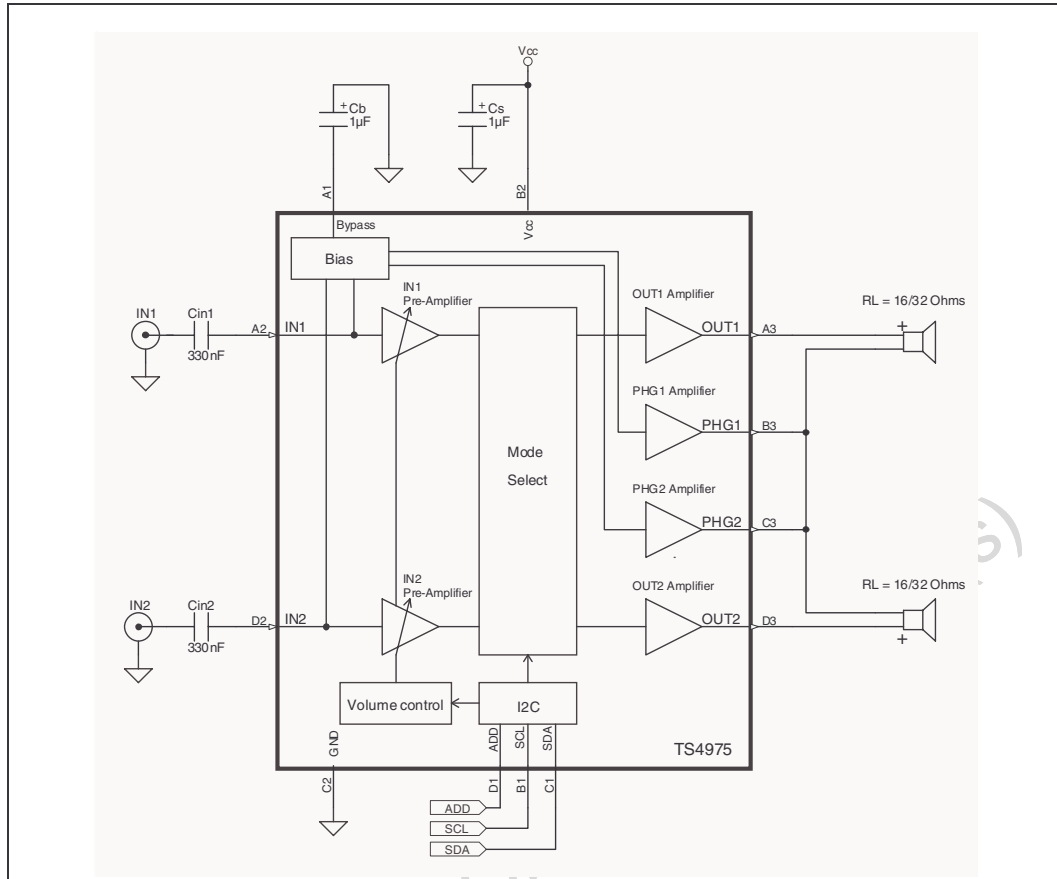 Vcc
+ Cb
1µF
+ Cs
1µF
A1
B2
Bypass
Vcc
Bias
IN1
Pre-Amplifier
OUT1 Amplifier
RL = 16/32 Ohms
IN1
Cin1
330nF
A2
IN1
OUT1
A3
+
PHG1 Amplifier
PHG1
B3
Mode
Select
PHG2 Amplifier
PHG2
C3
IN2
Pre-Amplifier
OUT2 Amplifier
RL = 16/32 Ohms
IN2
Cin2
330nF
D2
IN2
OUT2
D3
+
Volume control
I2C
GND
ADD
SCL
SDA
TS4975
C2
D1
B1
C1
ADD
SCL
SDA